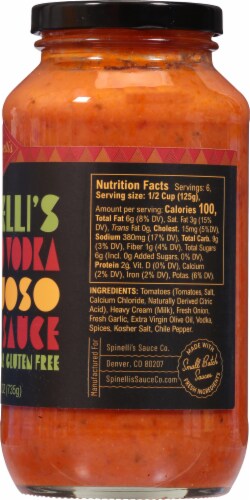 ELLI'S
VODKA
OSO
SAUCE
GLUTEN FREE
OZ (735g)
Nutrition Facts Servings: 6,
Serving size: 1/2 Cup (125g),
Amount per serving: Calories 100,
Total Fat 6g (8% DV), Sat. Fat 3g (15%
DV), Trans Fat 0g, Cholest. 15mg (5%DV)
Sodium 380mg (17% DV), Total Carb. 9g
(3% DV), Fiber 1g (4% DV), Total Sugars
6g (Incl. 0g Added Sugars, 0% DV),
Protein 2g, Vit. D (0% DV), Calcium
(2% DV), Iron (2% DV), Potas. (6% DV).
INGREDIENTS: Tomatoes (Tomatoes, Salt,
Calcium Chloride, Naturally Derived Citric
Acid), Heavy Cream (Milk), Fresh Onion,
Fresh Garlic, Extra Virgin Olive Oil, Vodka,
Spices, Kosher Salt, Chile Pepper.
Manufactured For
Spinelli's Sauce Co.
Denver, CO 80207
SpinellisSauceCo.com
MADE WITH
Small Batch
Sauces
FRESH INGREDIENTS